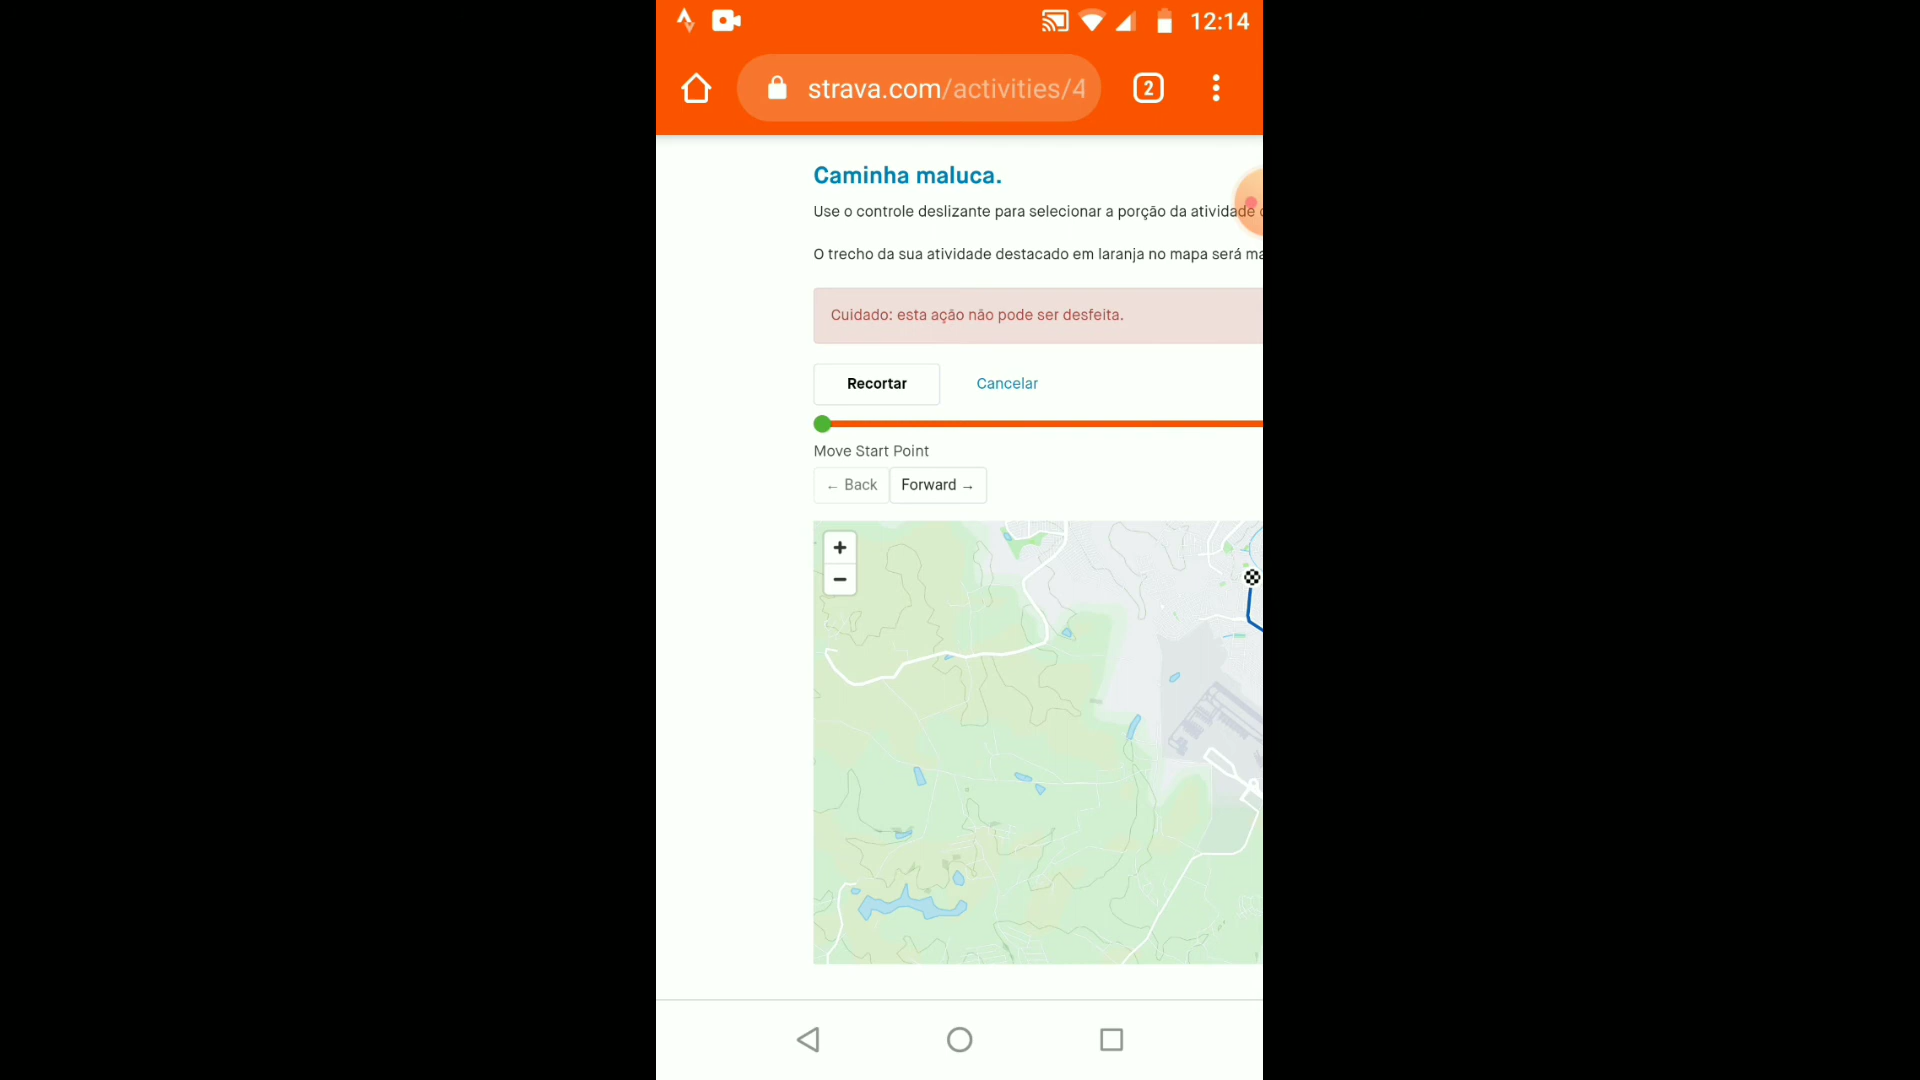 12:14
strava.com/activities/4
2
Caminha maluca.
Use o controle deslizante para selecionar a porção da atividade
O trecho da sua atividade destacado em laranja no mapa será ma
Cuidado: esta ação não pode ser desfeita.
Recortar Cancelar
Move Start Point
← Back Forward →
+
−